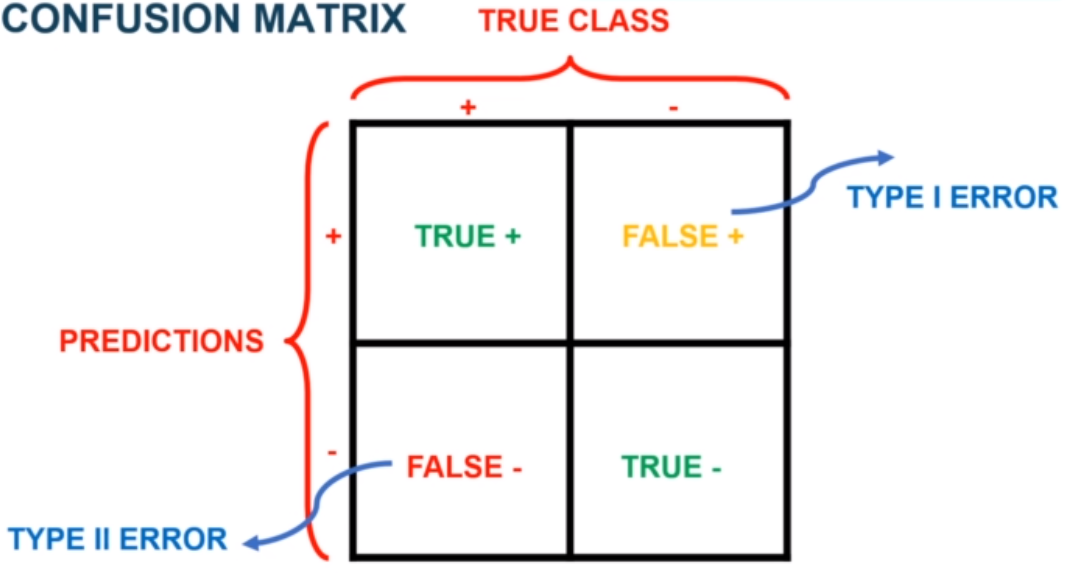 CONFUSION MATRIX
TRUE CLASS
+ -
+
TRUE +
FALSE +
TYPE I ERROR
PREDICTIONS
-
FALSE -
TRUE -
TYPE II ERROR